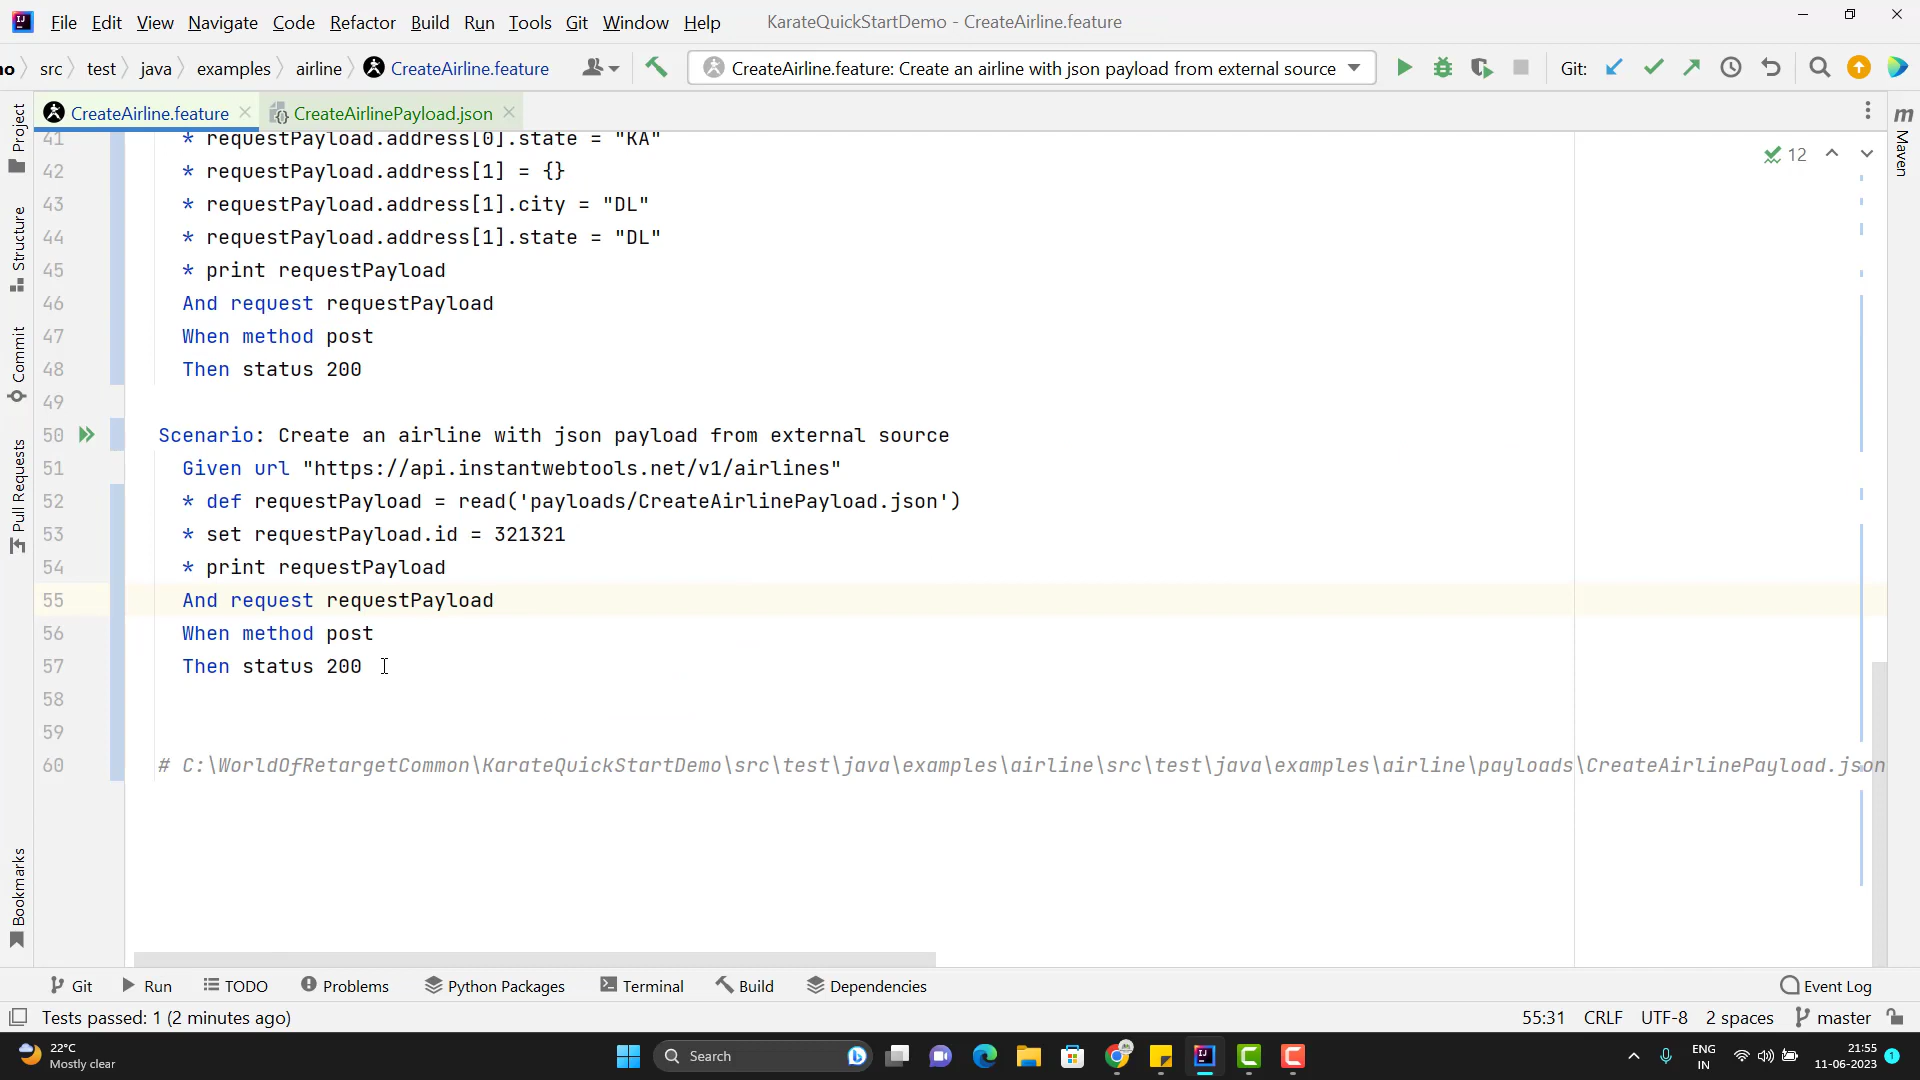 File Edit View Navigate Code Refactor Build Run Tools Git Window Help KarateQuickStartDemo - CreateAirline.feature
src test java examples airline CreateAirline.feature CreateAirline.feature: Create an airline with json payload from external source Git:
CreateAirline.feature CreateAirlinePayload.json
12
41 * requestPayload.address[0].state = "KA"
42 * requestPayload.address[1] = {}
43 * requestPayload.address[1].city = "DL"
44 * requestPayload.address[1].state = "DL"
45 * print requestPayload
46 And request requestPayload
47 When method post
48 Then status 200
49
50 Scenario: Create an airline with json payload from external source
51 Given url "https://api.instantwebtools.net/v1/airlines"
52 * def requestPayload = read('payloads/CreateAirlinePayload.json')
53 * set requestPayload.id = 321321
54 * print requestPayload
55 And request requestPayload
56 When method post
57 Then status 200
58
59
60 # C:\WorldOfRetargetCommon\KarateQuickStartDemo\src\test\java\examples\airline\src\test\java\examples\airline\payloads\CreateAirlinePayload.json
Project
Structure
Commit
Pull Requests
Bookmarks
m
Maven
Git Run TODO Problems Python Packages Terminal Build Dependencies Event Log
Tests passed: 1 (2 minutes ago) 55:31 CRLF UTF-8 2 spaces master
22°C
Mostly clear
Search
ENG
IN
21:55
11-06-2023
1